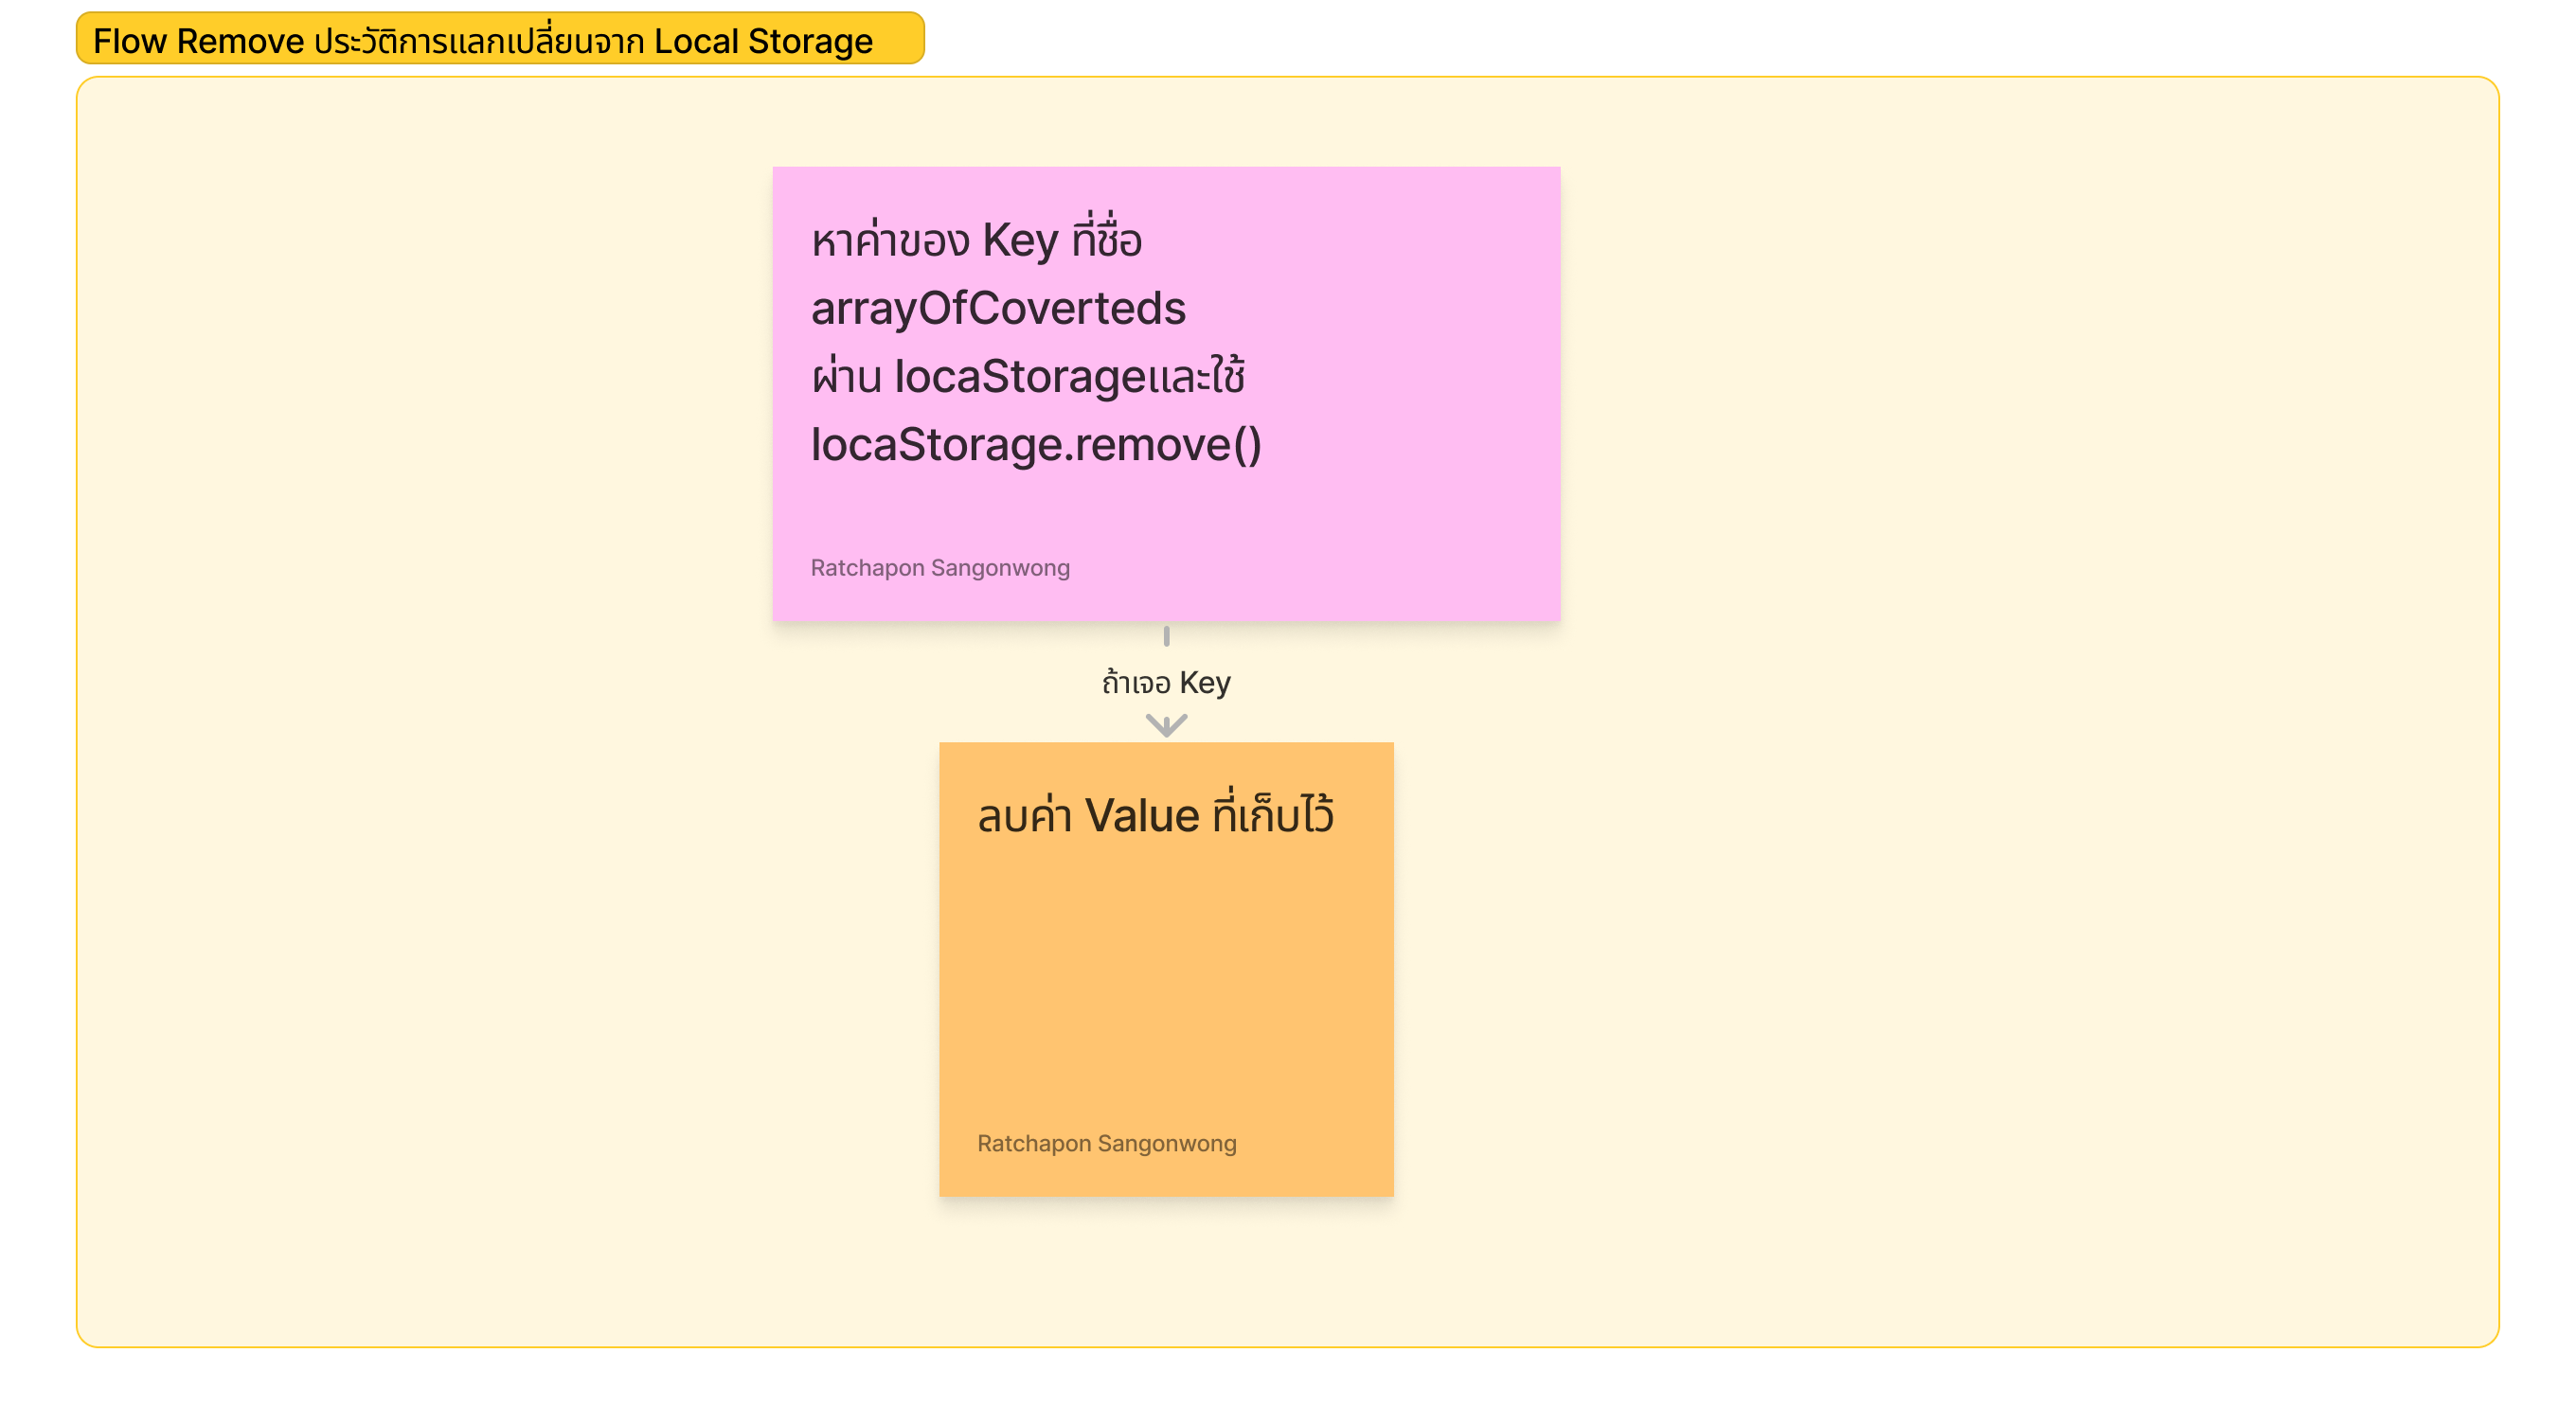 Flow Remove ประวัติการแลกเปลี่ยนจาก Local Storage
หาค่าของ Key ที่ชื่อ
arrayOfCoverteds
ผ่าน locaStorageและใช้
locaStorage.remove()
Ratchapon Sangonwong
ถ้าเจอ Key
ลบค่า Value ที่เก็บไว้
Ratchapon Sangonwong